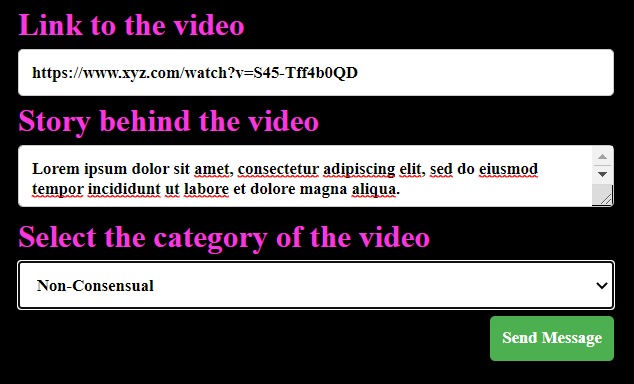 Link to the video
https://www.xyz.com/watch?v=S45-Tff4b0QD
Story behind the video
Lorem ipsum dolor sit amet, consectetur adipiscing elit, sed do eiusmod
tempor incididunt ut labore et dolore magna aliqua.
Select the category of the video
Non-Consensual
Send Message